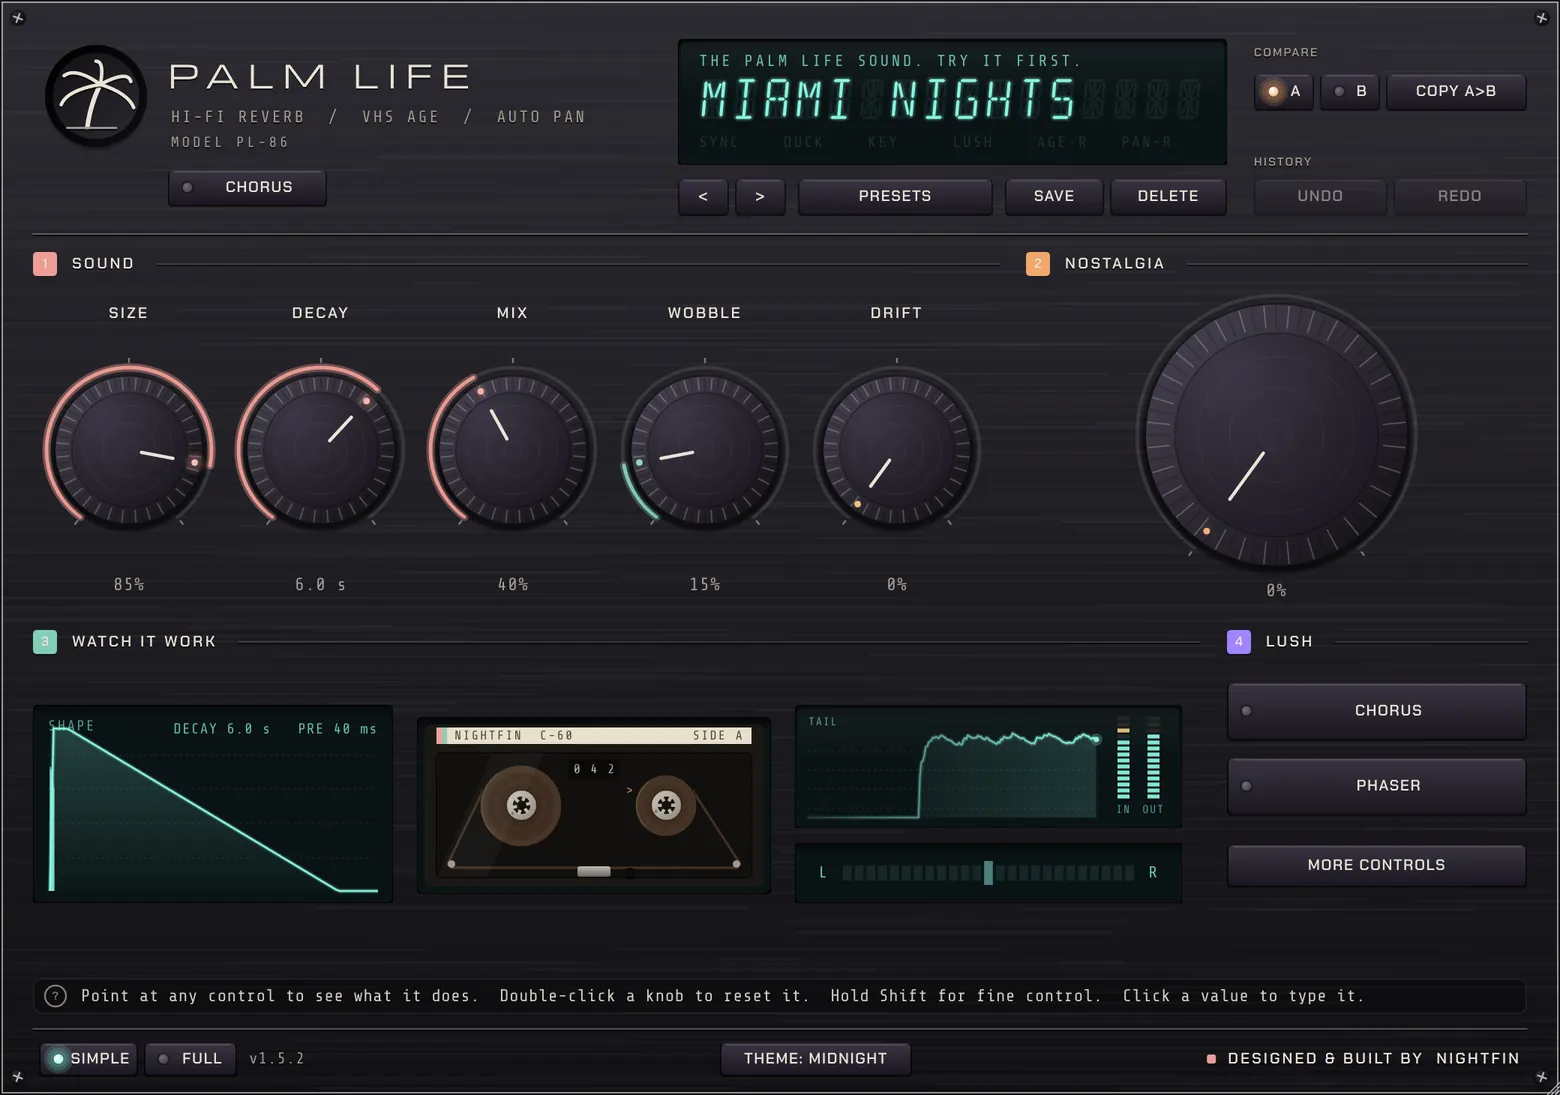 PALM LIFE
HI-FI REVERB / VHS AGE / AUTO PAN
MODEL PL-86
CHORUS
THE PALM LIFE SOUND. TRY IT FIRST.
MIAMI NIGHTS
SYNC DUCK KEY LUSH AGE-R PAN-R
< > PRESETS SAVE DELETE
COMPARE
A B COPY A>B
HISTORY
UNDO REDO
1 SOUND
2 NOSTALGIA
SIZE DECAY MIX WOBBLE DRIFT
85% 6.0 s 40% 15% 0%
0%
3 WATCH IT WORK
4 LUSH
SHAPE DECAY 6.0 s PRE 40 ms
NIGHTFIN C-60 SIDE A
0 4 2
>
TAIL
IN OUT
L R
CHORUS
PHASER
MORE CONTROLS
? Point at any control to see what it does. Double-click a knob to reset it. Hold Shift for fine control. Click a value to type it.
SIMPLE FULL v1.5.2
THEME: MIDNIGHT
DESIGNED & BUILT BY NIGHTFIN